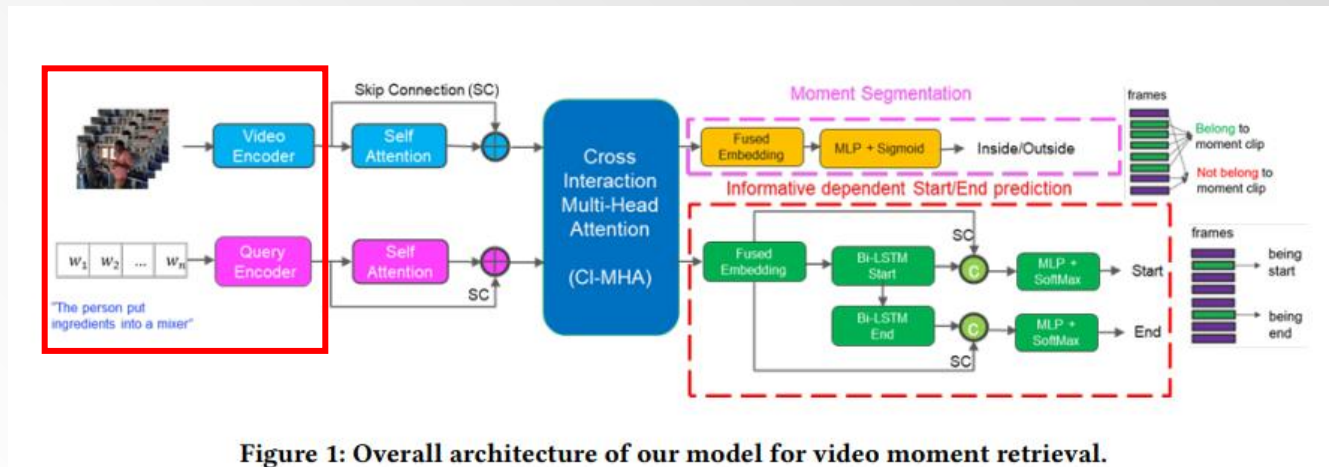 Skip Connection (SC)
Video
Encoder
Self
Attention
w₁ w₂ ... wₙ
Query
Encoder
Self
Attention
SC
"The person put
ingredients into a mixer"
Cross
Interaction
Multi-Head
Attention
(CI-MHA)
Moment Segmentation
Fused
Embedding
MLP + Sigmoid
Inside/Outside
Informative dependent Start/End prediction
SC
Fused
Embedding
Bi-LSTM
Start
C
MLP +
SoftMax
Start
Bi-LSTM
End
C
MLP +
SoftMax
End
SC
frames
Belong to
moment clip
Not belong to
moment clip
frames
being
start
being
end
Figure 1: Overall architecture of our model for video moment retrieval.